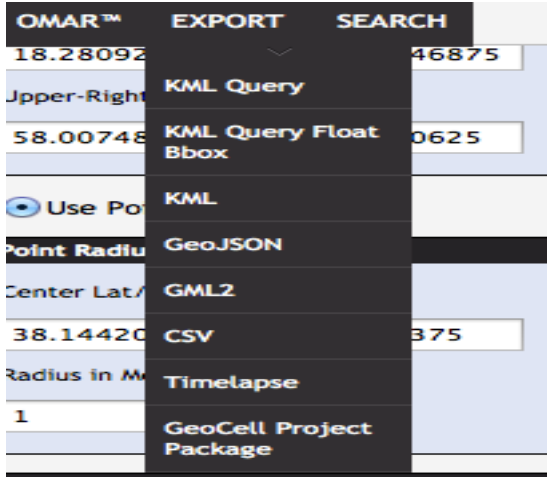 OMAR™ EXPORT SEARCH
18.28092 46875
KML Query
Upper-Right
58.00748 KML Query Float 0625
Bbox
Use Po KML
Point Radiu GeoJSON
Center Lat/ GML2
38.14420 CSV 375
Radius in Me Timelapse
1 GeoCell Project
Package